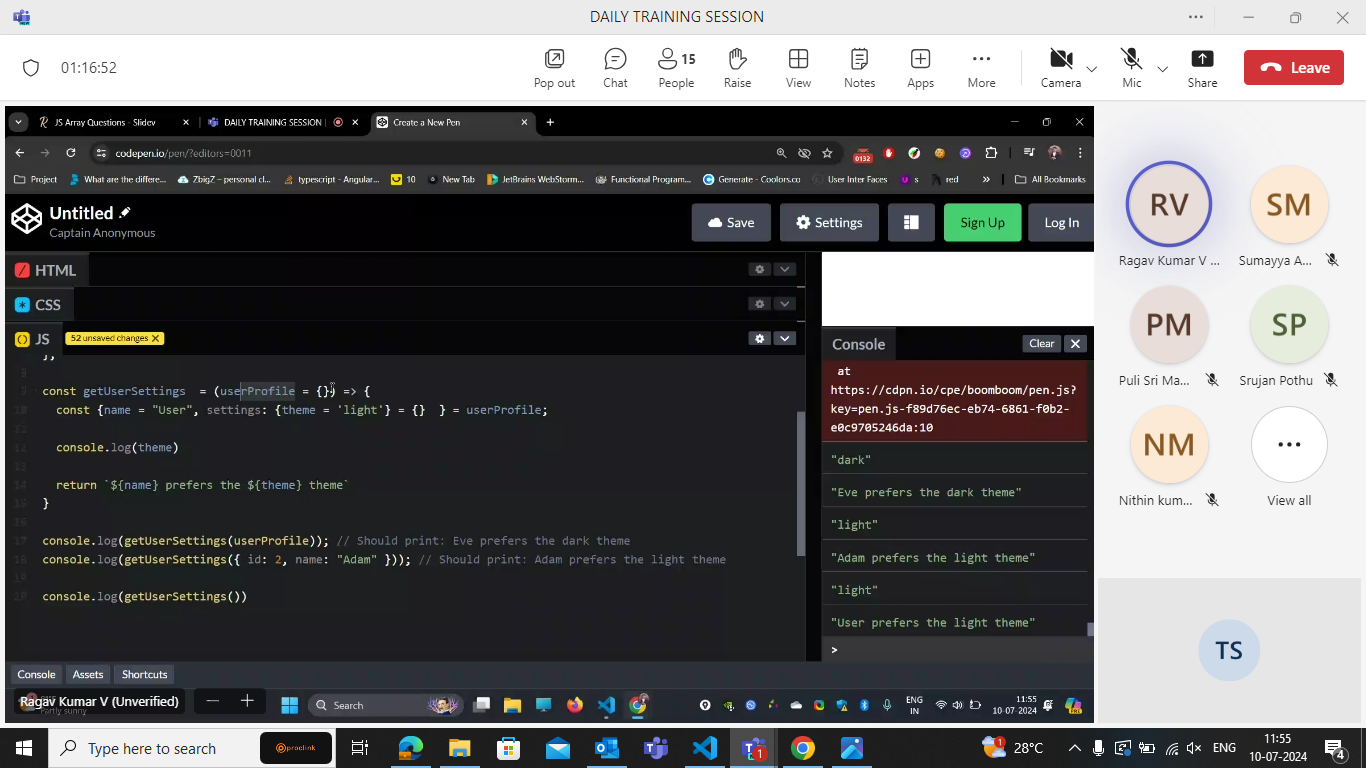 DAILY TRAINING SESSION
01:16:52
Pop out
Chat
15
People
Raise
View
Notes
Apps
More
Camera
Mic
Share
Leave
JS Array Questions - Slidev
DAILY TRAINING SESSION |
Create a New Pen
codepen.io/pen/?editors=0011
0132
Project
What are the differe...
ZbigZ – personal cl...
typescript - Angular...
10
New Tab
JetBrains WebStorm...
Functional Program...
Generate - Coolors.co
User Inter Faces
s
red
»
All Bookmarks
Untitled
Captain Anonymous
Save
Settings
Sign Up
Log In
HTML
CSS
JS
52 unsaved changes X
const getUserSettings = (userProfile = {}) => {
const {name = "User", settings: {theme = 'light'} = {} } = userProfile;
console.log(theme)
return `${name} prefers the ${theme} theme`
}
console.log(getUserSettings(userProfile)); // Should print: Eve prefers the dark theme
console.log(getUserSettings({ id: 2, name: "Adam" })); // Should print: Adam prefers the light theme
console.log(getUserSettings())
Console
Clear
at
https://cdpn.io/cpe/boomboom/pen.js?
key=pen.js-f89d76ec-eb74-6861-f0b2-
e0c9705246da:10
"dark"
"Eve prefers the dark theme"
"light"
"Adam prefers the light theme"
"light"
"User prefers the light theme"
>
Console
Assets
Shortcuts
Ragav Kumar V (Unverified)
Partly sunny
Search
ENG
IN
11:55
10-07-2024
RV
Ragav Kumar V ...
SM
Sumayya A...
PM
Puli Sri Ma...
SP
Srujan Pothu
NM
Nithin kum...
View all
TS
Type here to search
proclink
1
1
28°C
ENG
11:55
10-07-2024
4